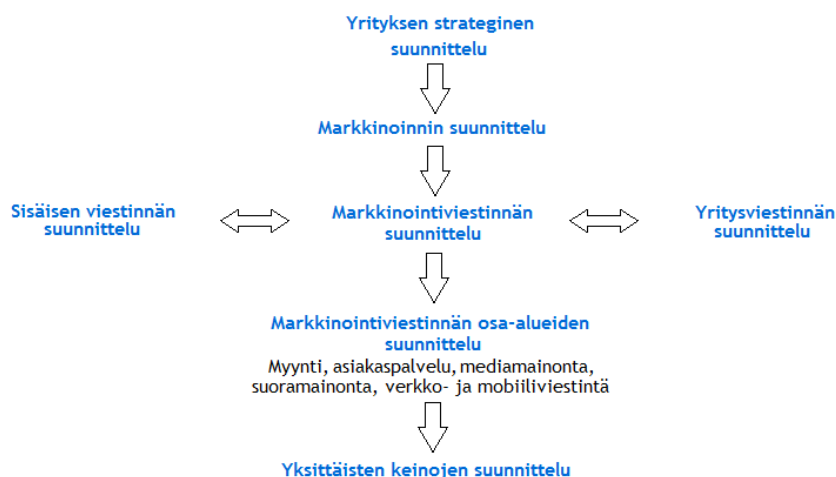 Yrityksen strateginen
suunnittelu
Markkinoinnin suunnittelu
Sisäisen viestinnän
suunnittelu
Markkinointiviestinnän
suunnittelu
Yritysviestinnän
suunnittelu
Markkinointiviestinnän osa-alueiden
suunnittelu
Myynti, asiakaspalvelu, mediamainonta,
suoramainonta, verkko- ja mobiiliviestintä
Yksittäisten keinojen suunnittelu